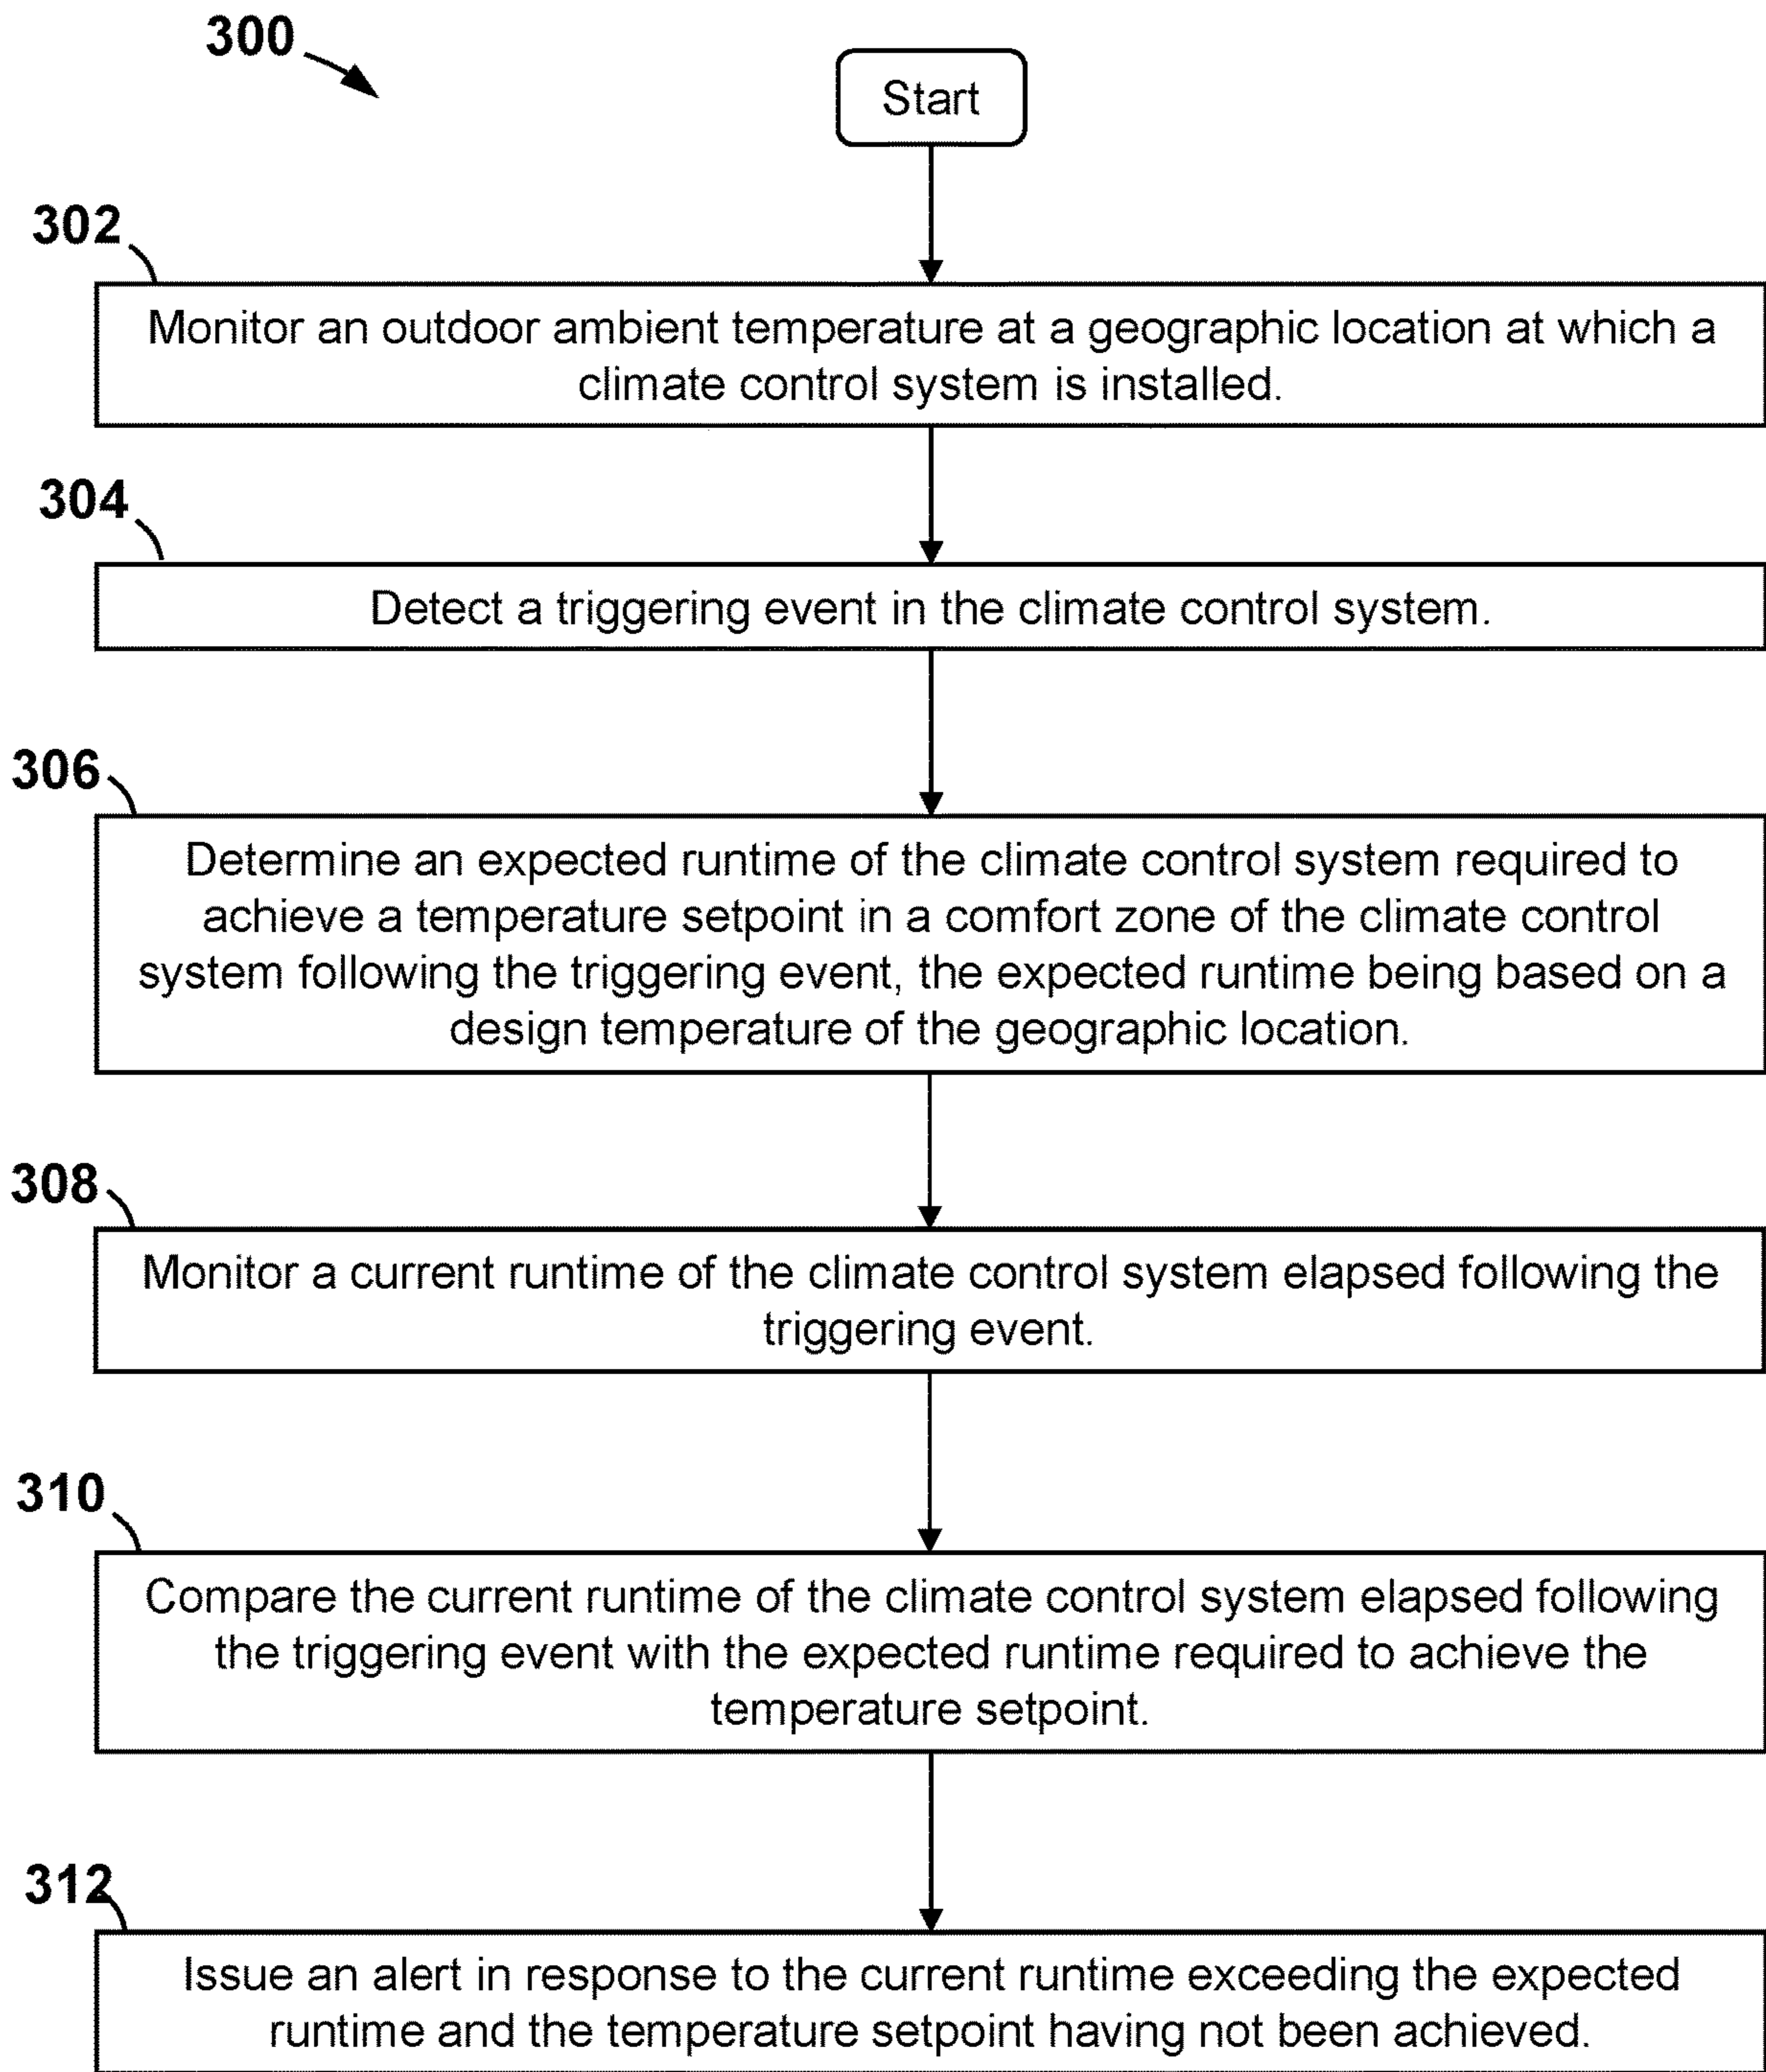 300
Start
302
Monitor an outdoor ambient temperature at a geographic location at which a
climate control system is installed.
304
Detect a triggering event in the climate control system.
306
Determine an expected runtime of the climate control system required to
achieve a temperature setpoint in a comfort zone of the climate control
system following the triggering event, the expected runtime being based on a
design temperature of the geographic location.
308
Monitor a current runtime of the climate control system elapsed following the
triggering event.
310
Compare the current runtime of the climate control system elapsed following
the triggering event with the expected runtime required to achieve the
temperature setpoint.
312
Issue an alert in response to the current runtime exceeding the expected
runtime and the temperature setpoint having not been achieved.